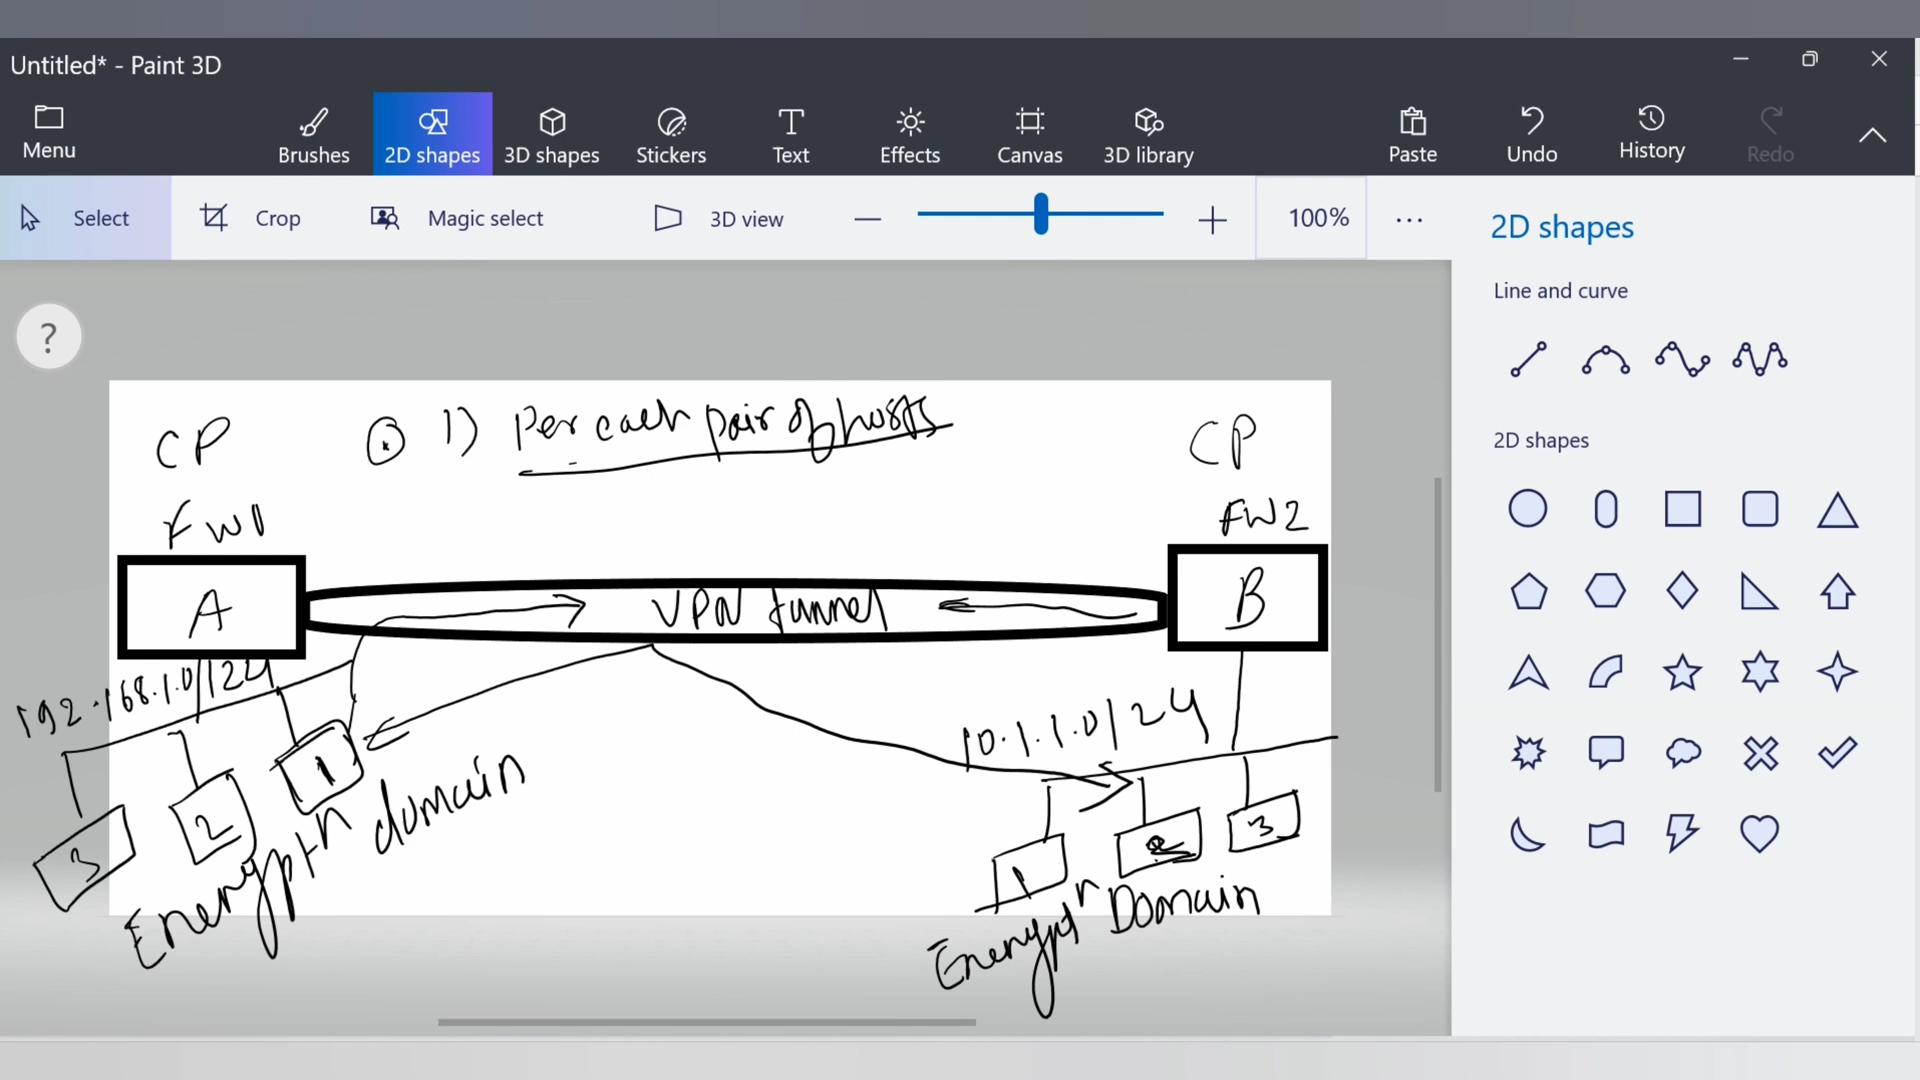 Untitled* - Paint 3D
Menu
Brushes
2D shapes
3D shapes
Stickers
Text
Effects
Canvas
3D library
Paste
Undo
History
Redo
Select
Crop
Magic select
3D view
100%
2D shapes
Line and curve
2D shapes
?
CP
1) Per each pair of hosts
CP
FW1
FW2
A
VPN tunnel
B
192.168.1.0/24
10.1.1.0/24
1
2
3
Encryptn domain
1
2
3
Encryptn Domain